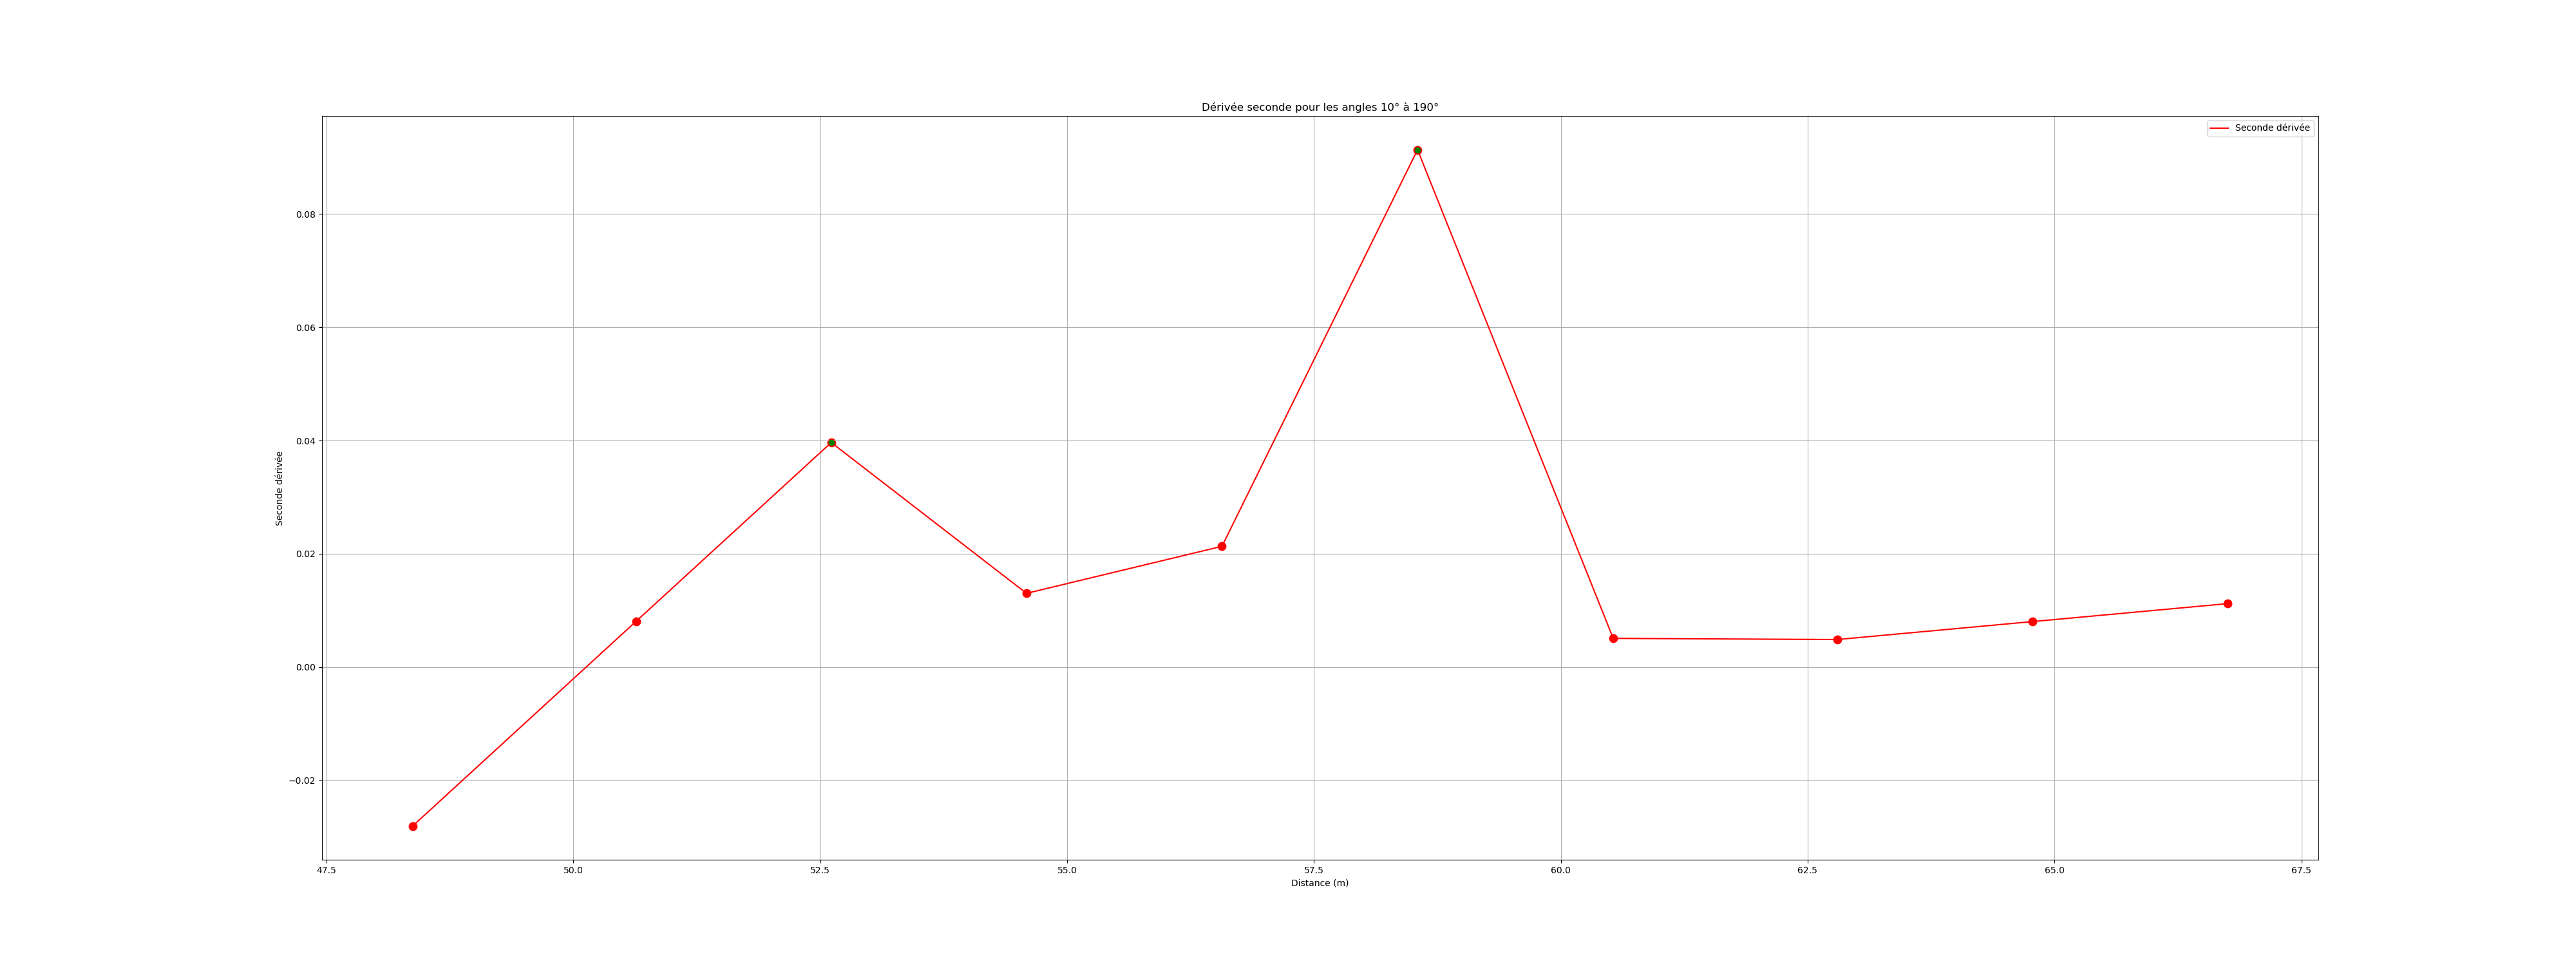 Dérivée seconde pour les angles 10° à 190°
Seconde dérivée
0.08
0.06
0.04
0.02
0.00
−0.02
Seconde dérivée
47.5 50.0 52.5 55.0 57.5 60.0 62.5 65.0 67.5
Distance (m)